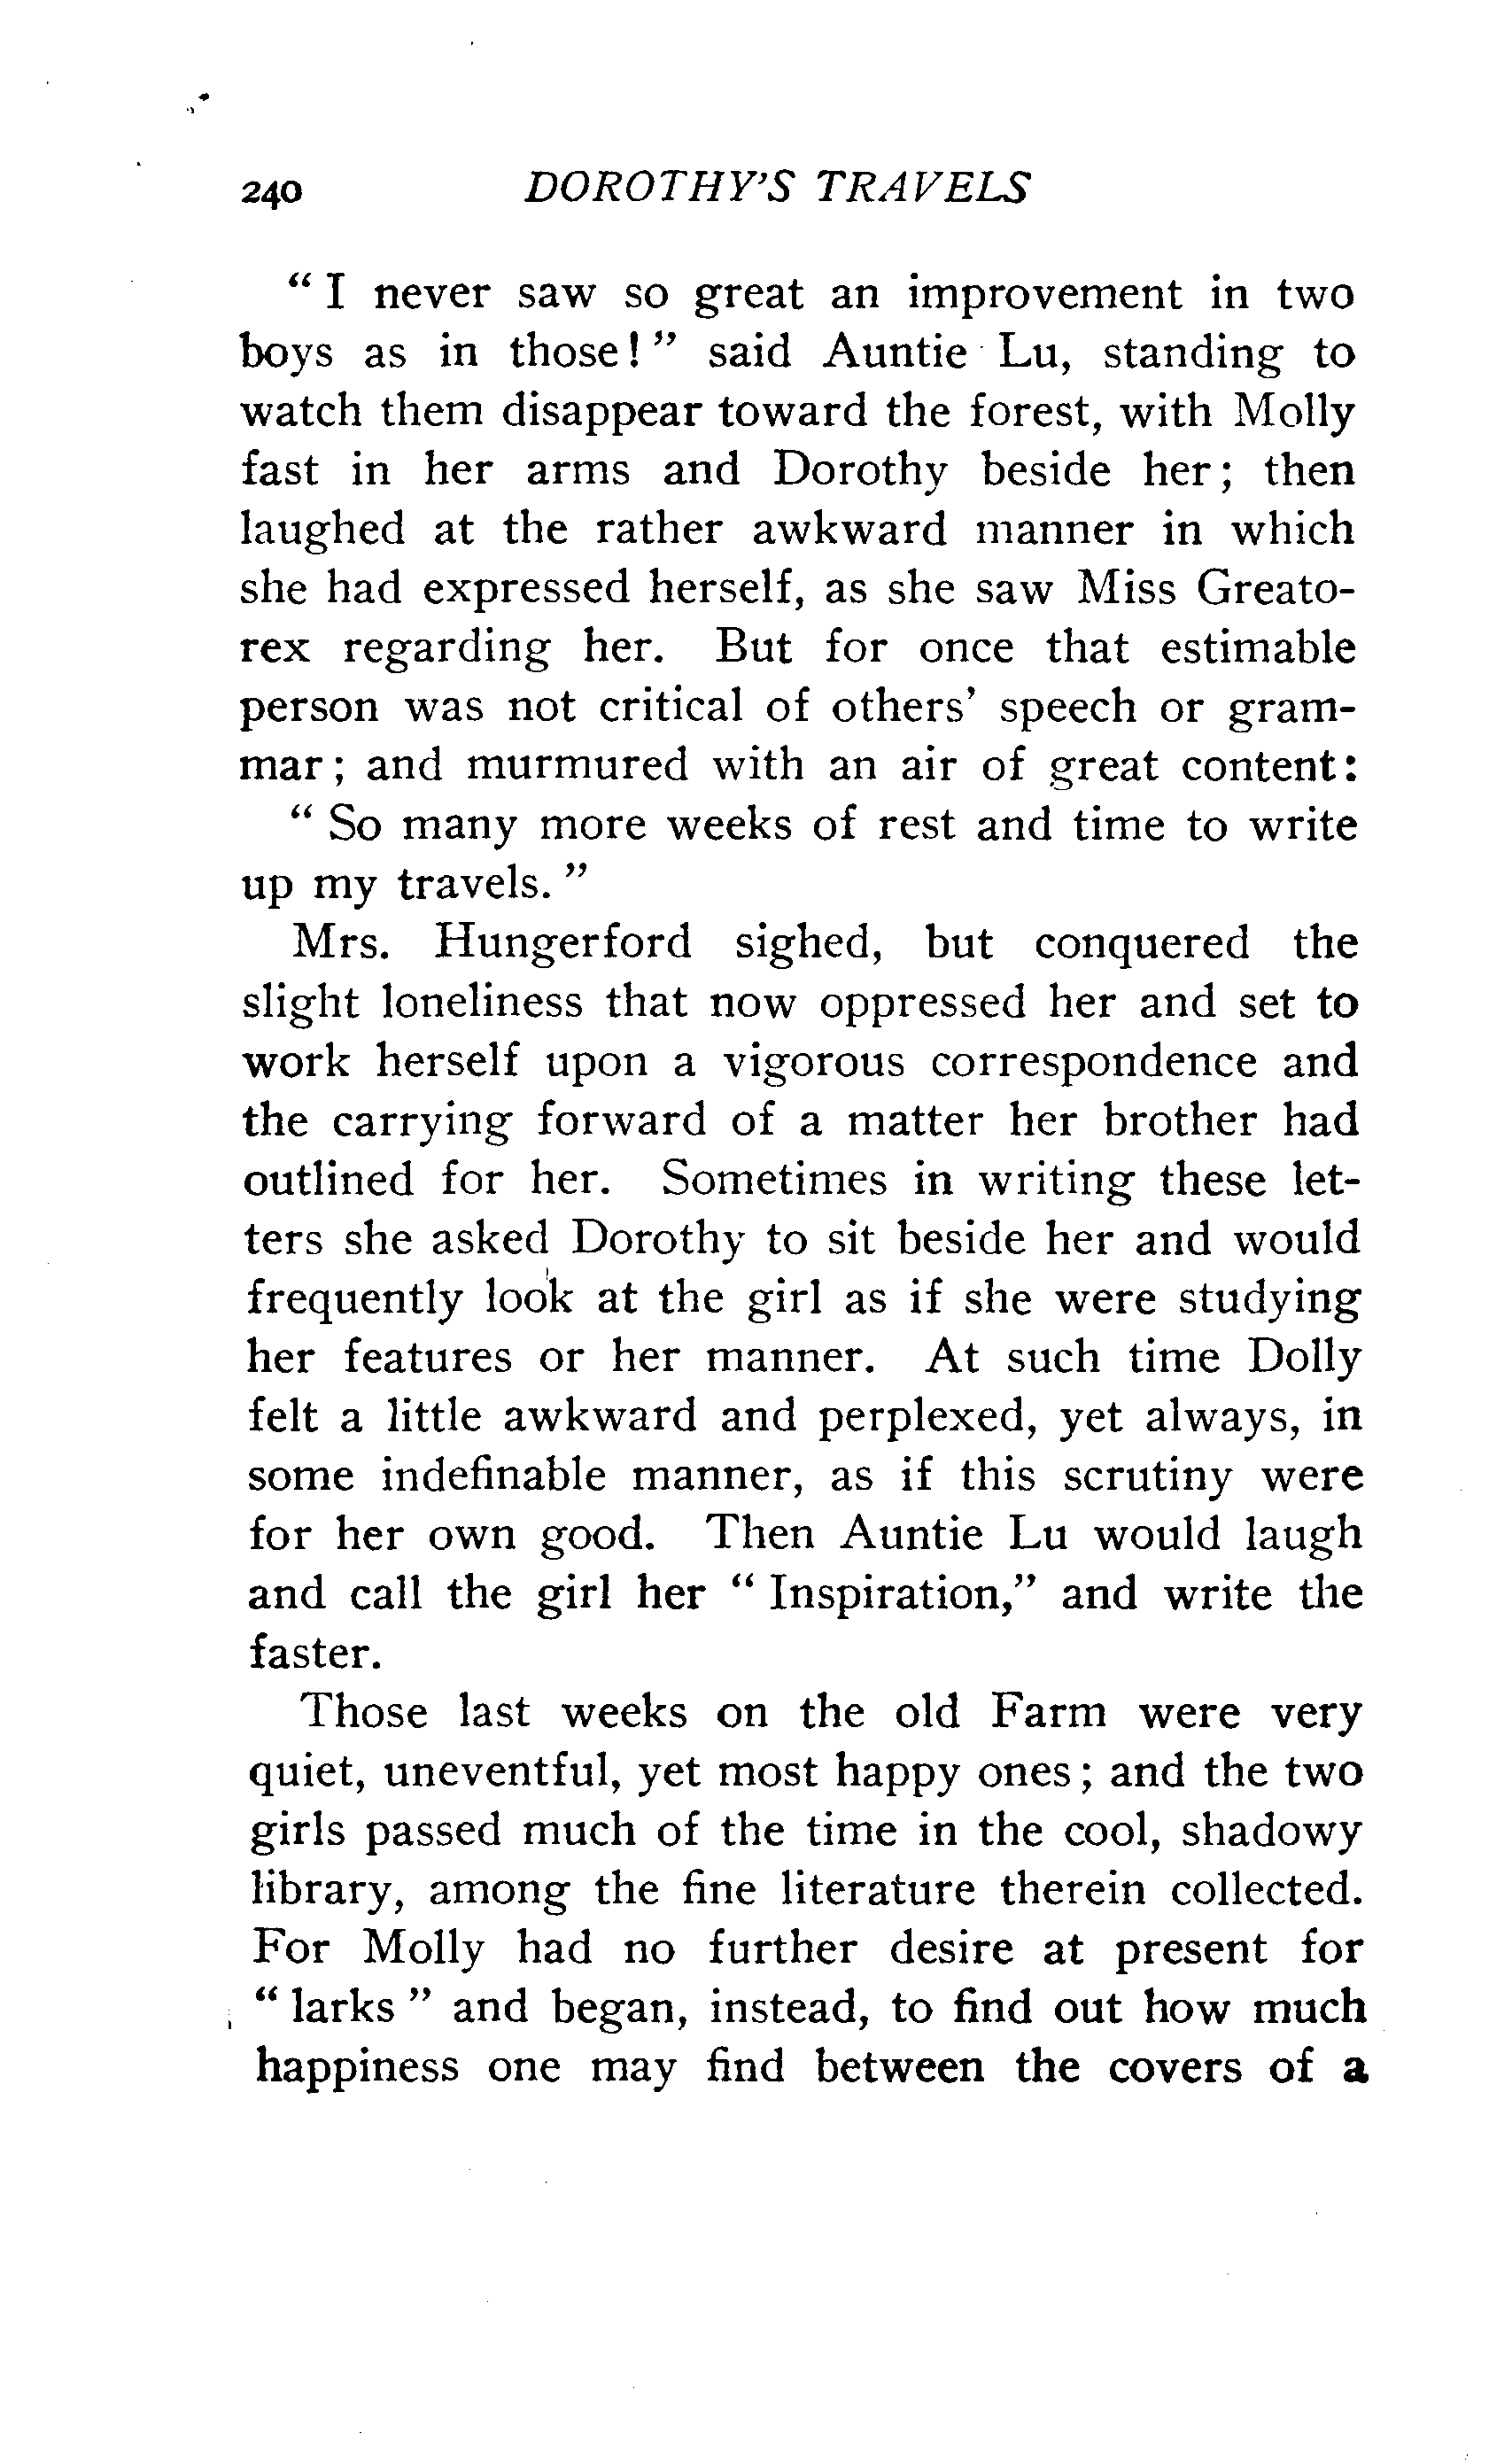 240 DOROTHY'S TRAVELS
" I never saw so great an improvement in two
boys as in those! " said Auntie Lu, standing to
watch them disappear toward the forest, with Molly
fast in her arms and Dorothy beside her; then
laughed at the rather awkward manner in which
she had expressed herself, as she saw Miss Greato-
rex regarding her. But for once that estimable
person was not critical of others' speech or gram-
mar; and murmured with an air of great content:
" So many more weeks of rest and time to write
up my travels. "
Mrs. Hungerford sighed, but conquered the
slight loneliness that now oppressed her and set to
work herself upon a vigorous correspondence and
the carrying forward of a matter her brother had
outlined for her. Sometimes in writing these let-
ters she asked Dorothy to sit beside her and would
frequently look at the girl as if she were studying
her features or her manner. At such time Dolly
felt a little awkward and perplexed, yet always, in
some indefinable manner, as if this scrutiny were
for her own good. Then Auntie Lu would laugh
and call the girl her " Inspiration," and write the
faster.
Those last weeks on the old Farm were very
quiet, uneventful, yet most happy ones; and the two
girls passed much of the time in the cool, shadowy
library, among the fine literature therein collected.
For Molly had no further desire at present for
" larks " and began, instead, to find out how much
happiness one may find between the covers of a